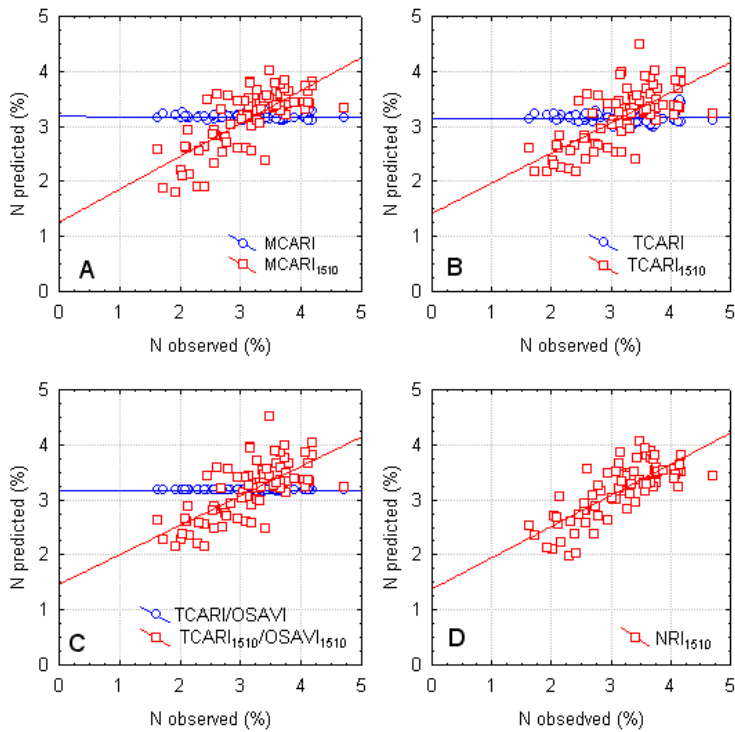 5
4
3
2
1
0
N predicted (%)
MCARI
MCARI1510
A
0 1 2 3 4 5
N observed (%)
5
4
3
2
1
0
N predicted (%)
TCARI
TCARI1510
B
0 1 2 3 4 5
N observed (%)
5
4
3
2
1
0
N predicted (%)
TCARI/OSAVI
TCARI1510/OSAVI1510
C
0 1 2 3 4 5
N observed (%)
5
4
3
2
1
0
N predicted (%)
NRI1510
D
0 1 2 3 4 5
N obsedved (%)